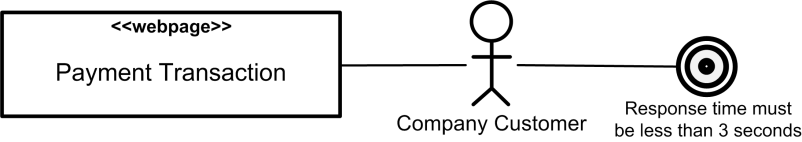 <<webpage>>
Payment Transaction
Company Customer
Response time must
be less than 3 seconds